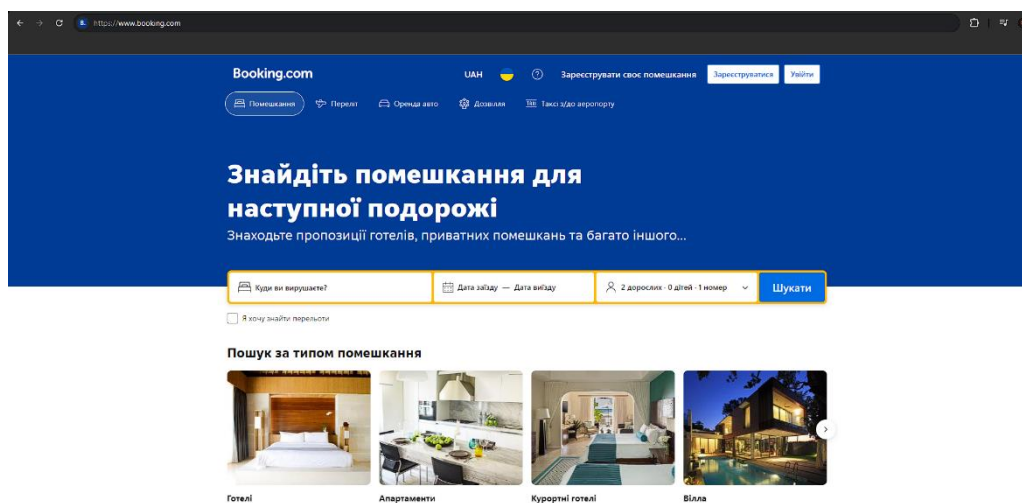 https://www.booking.com
Booking.com
UAH
Зареєструвати своє помешкання
Зареєструватися
Увійти
Помешкання
Переліт
Оренда авто
Дозвілля
Таксі з/до аеропорту
Знайдіть помешкання для
наступної подорожі
Знаходьте пропозиції готелів, приватних помешкань та багато іншого...
Куди ви вирушаєте?
Дата заїзду — Дата виїзду
2 дорослих · 0 дітей · 1 номер
Шукати
Я хочу знайти перельоти
Пошук за типом помешкання
Готелі
Апартаменти
Курортні готелі
Вілла